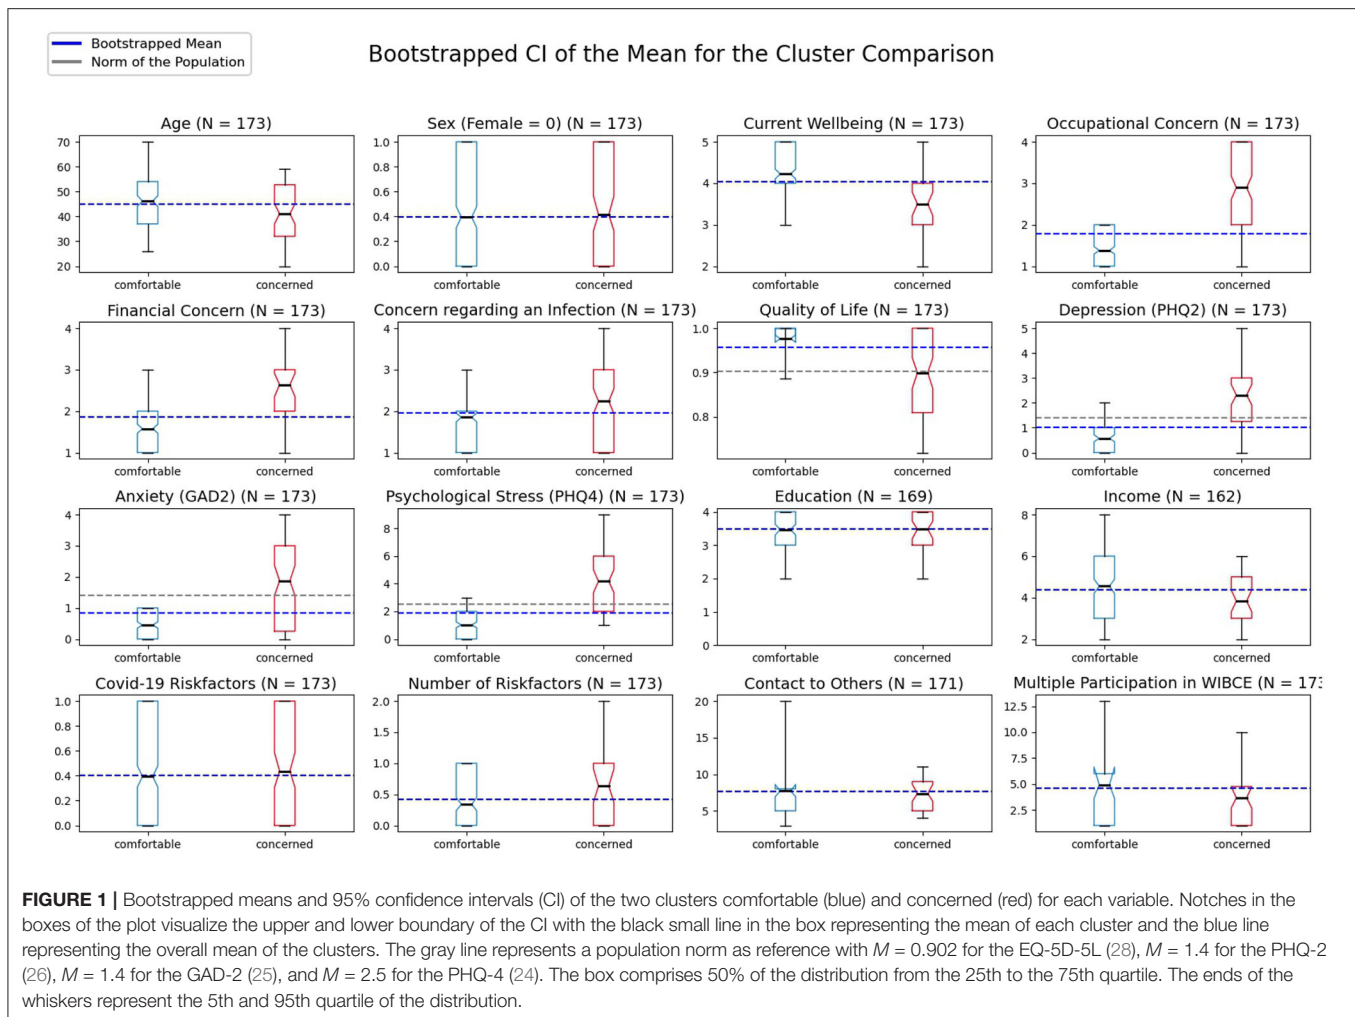 Bootstrapped Mean
Norm of the Population
Bootstrapped CI of the Mean for the Cluster Comparison
Age (N = 173)
70
60
50
40
30
20
comfortable
concerned
Sex (Female = 0) (N = 173)
1.0
0.8
0.6
0.4
0.2
0.0
comfortable
concerned
Current Wellbeing (N = 173)
5
4
3
2
comfortable
concerned
Occupational Concern (N = 173)
4
3
2
1
comfortable
concerned
Financial Concern (N = 173)
4
3
2
1
comfortable
concerned
Concern regarding an Infection (N = 173)
4
3
2
1
comfortable
concerned
Quality of Life (N = 173)
1.0
0.9
0.8
comfortable
concerned
Depression (PHQ2) (N = 173)
5
4
3
2
1
0
comfortable
concerned
Anxiety (GAD2) (N = 173)
4
3
2
1
0
comfortable
concerned
Psychological Stress (PHQ4) (N = 173)
8
6
4
2
0
comfortable
concerned
Education (N = 169)
4
3
2
1
0
comfortable
concerned
Income (N = 162)
8
6
4
2
comfortable
concerned
Covid-19 Riskfactors (N = 173)
1.0
0.8
0.6
0.4
0.2
0.0
comfortable
concerned
Number of Riskfactors (N = 173)
2.0
1.5
1.0
0.5
0.0
comfortable
concerned
Contact to Others (N = 171)
20
15
10
5
comfortable
concerned
Multiple Participation in WIBCE (N = 173
12.5
10.0
7.5
5.0
2.5
comfortable
concerned
FIGURE 1 | Bootstrapped means and 95% confidence intervals (CI) of the two clusters comfortable (blue) and concerned (red) for each variable. Notches in the
boxes of the plot visualize the upper and lower boundary of the CI with the black small line in the box representing the mean of each cluster and the blue line
representing the overall mean of the clusters. The gray line represents a population norm as reference with M = 0.902 for the EQ-5D-5L (28), M = 1.4 for the PHQ-2
(26), M = 1.4 for the GAD-2 (25), and M = 2.5 for the PHQ-4 (24). The box comprises 50% of the distribution from the 25th to the 75th quartile. The ends of the
whiskers represent the 5th and 95th quartile of the distribution.